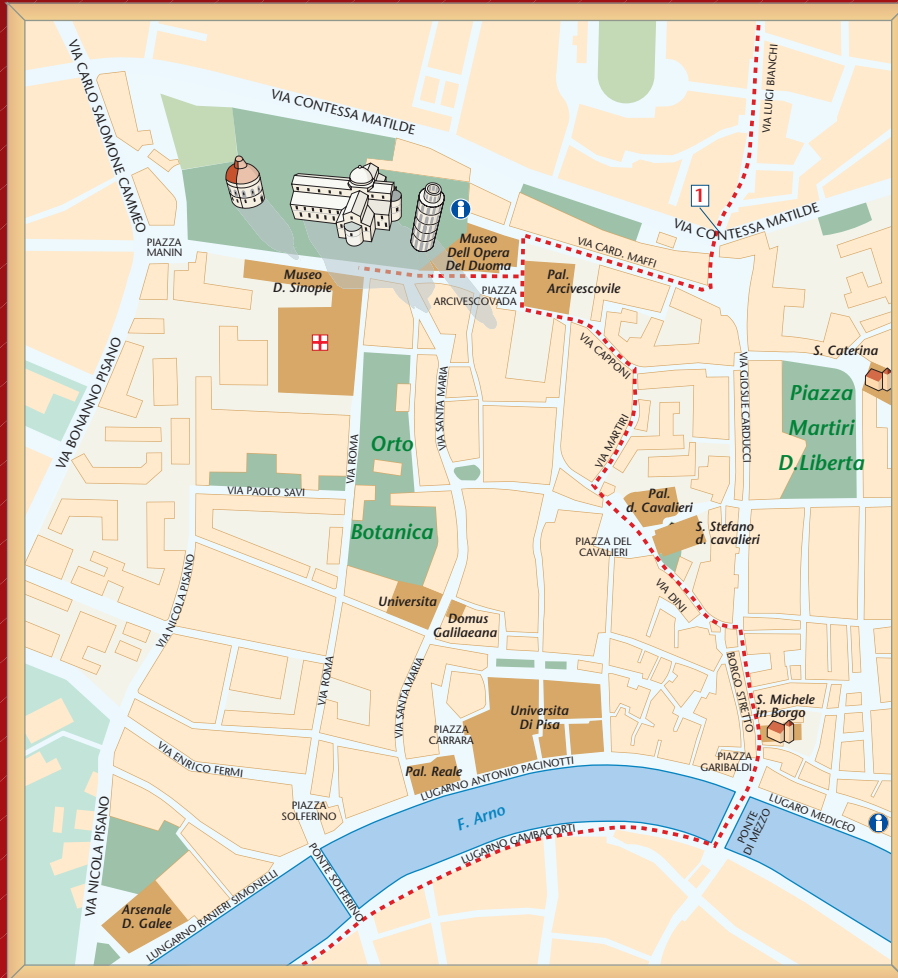 VIA CARLO SALOMONE CAMMEO
VIA CONTESSA MATILDE
VIA LUIGI BIANCHI
1
VIA CONTESSA MATILDE
i
PIAZZA
MANIN
Museo
Dell Opera
Del Duoma
VIA CARD. MAFFI
Museo
D. Sinopie
PIAZZA
ARCIVESCOVADA
Pal.
Arcivescovile
VIA CAPPONI
S. Caterina
VIA BONANNO PISANO
VIA SANTA MARIA
VIA GIOSUE CARDUCCI
Piazza
Martiri
D.Liberta
VIA MARTIRI
Orto
VIA ROMA
VIA PAOLO SAVI
Pal.
d. Cavalieri
Botanica
S. Stefano
d. cavalieri
PIAZZA DEL
CAVALIERI
VIA NICOLA PISANO
VIA DINI
Universita
Domus
Galilaeana
VIA ROMA
VIA SANTA MARIA
BORGO STRETTO
S. Michele
in Borgo
Universita
Di Pisa
PIAZZA
CARRARA
VIA ENRICO FERMI
Pal. Reale
LUGARNO ANTONIO PACINOTTI
PIAZZA
GARIBALDI
PIAZZA
SOLFERINO
F. Arno
LUGARNO GAMBACORTI
PONTE
DI MEZZO
LUGARO MEDICEO
i
VIA NICOLA PISANO
PONTE SOLFERINO
Arsenale
D. Galee
LUNGARNO RANIERI SIMONELLI